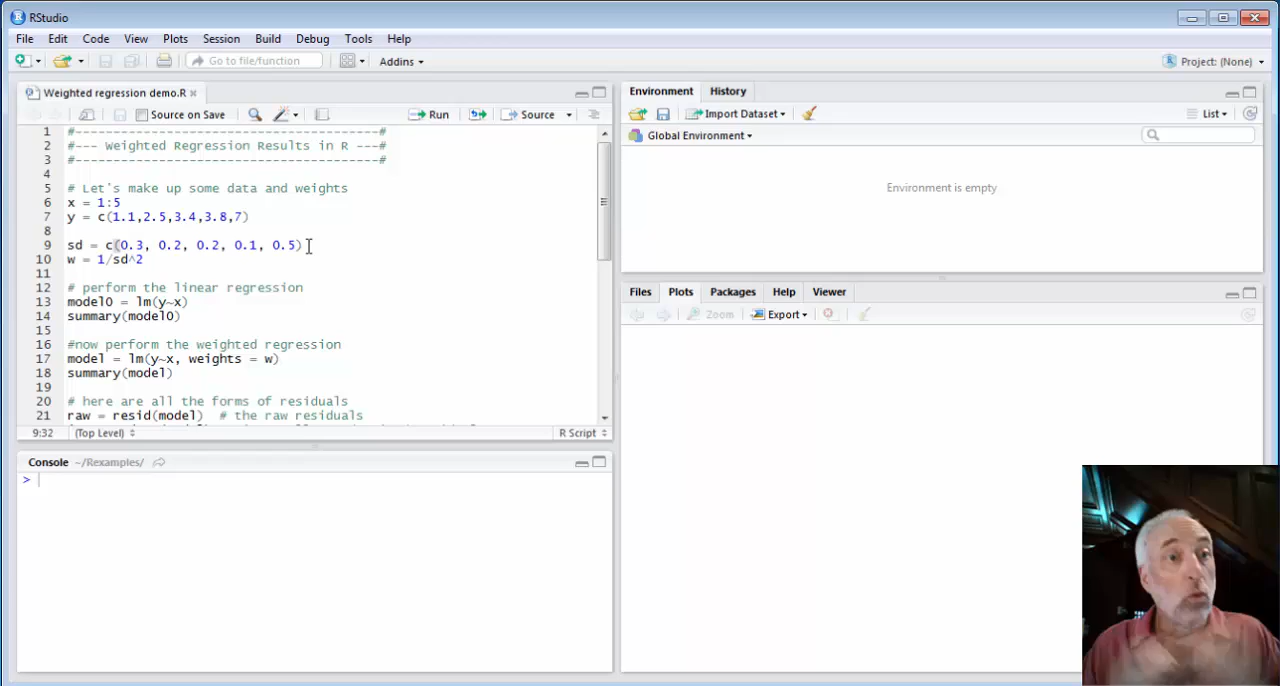 RStudio
File Edit Code View Plots Session Build Debug Tools Help
Go to file/function Addins Project: (None)
Weighted regression demo.R
Source on Save Run Source
1 #---------------------------------------#
2 #--- Weighted Regression Results in R ---#
3 #---------------------------------------#
4
5 # Let's make up some data and weights
6 x = 1:5
7 y = c(1.1,2.5,3.4,3.8,7)
8
9 sd = c(0.3, 0.2, 0.2, 0.1, 0.5)
10 w = 1/sd^2
11
12 # perform the linear regression
13 model0 = lm(y~x)
14 summary(model0)
15
16 #now perform the weighted regression
17 model = lm(y~x, weights = w)
18 summary(model)
19
20 # here are all the forms of residuals
21 raw = resid(model) # the raw residuals
9:32 (Top Level) R Script
Console ~/Rexamples/
>
Environment History
Import Dataset List
Global Environment
Environment is empty
Files Plots Packages Help Viewer
Zoom Export